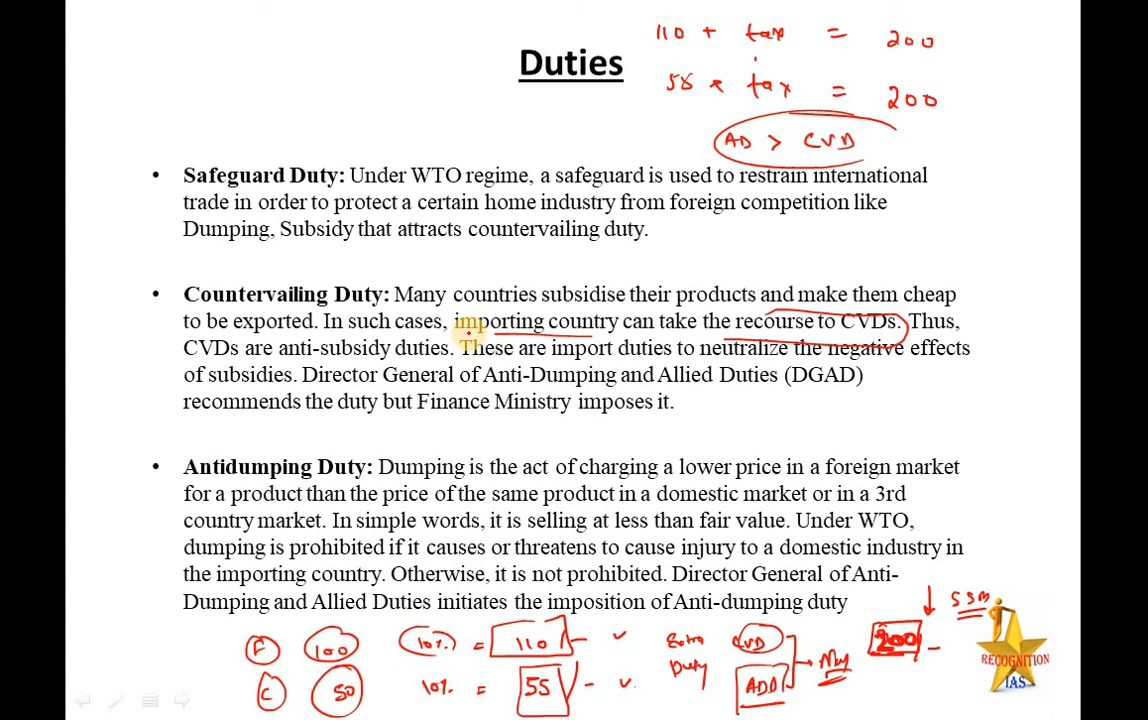 110 + tax = 200
Duties
55 + tax = 200
AD > CVD
• Safeguard Duty: Under WTO regime, a safeguard is used to restrain international
trade in order to protect a certain home industry from foreign competition like
Dumping, Subsidy that attracts countervailing duty.
• Countervailing Duty: Many countries subsidise their products and make them cheap
to be exported. In such cases, importing country can take the recourse to CVDs. Thus,
CVDs are anti-subsidy duties. These are import duties to neutralize the negative effects
of subsidies. Director General of Anti-Dumping and Allied Duties (DGAD)
recommends the duty but Finance Ministry imposes it.
• Antidumping Duty: Dumping is the act of charging a lower price in a foreign market
for a product than the price of the same product in a domestic market or in a 3rd
country market. In simple words, it is selling at less than fair value. Under WTO,
dumping is prohibited if it causes or threatens to cause injury to a domestic industry in
the importing country. Otherwise, it is not prohibited. Director General of Anti-
Dumping and Allied Duties initiates the imposition of Anti-dumping duty
SSM
F 100 10% = 110 Extra CVD 200
C 50 10% = 55 Duty ADD
RECOGNITION
IAS